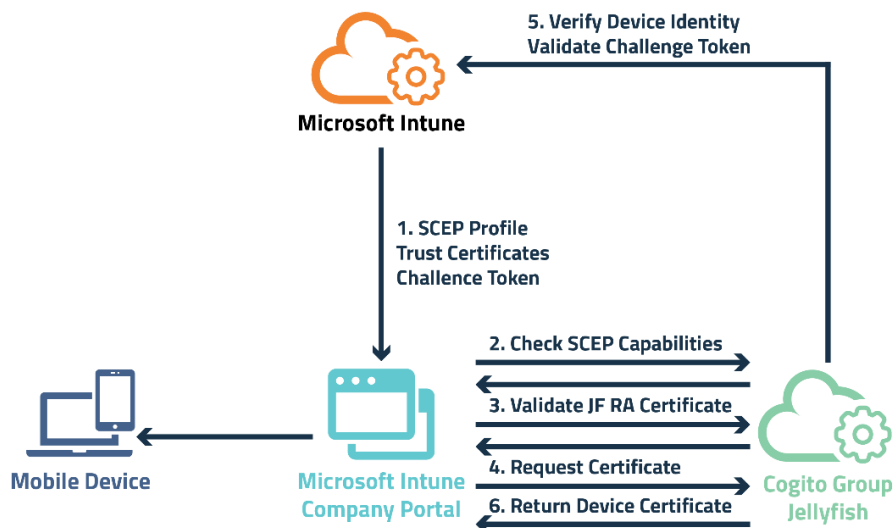 5. Verify Device Identity
Validate Challenge Token
Microsoft Intune
1. SCEP Profile
Trust Certificates
Challence Token
2. Check SCEP Capabilities
3. Validate JF RA Certificate
4. Request Certificate
6. Return Device Certificate
Mobile Device
Microsoft Intune
Company Portal
Cogito Group
Jellyfish